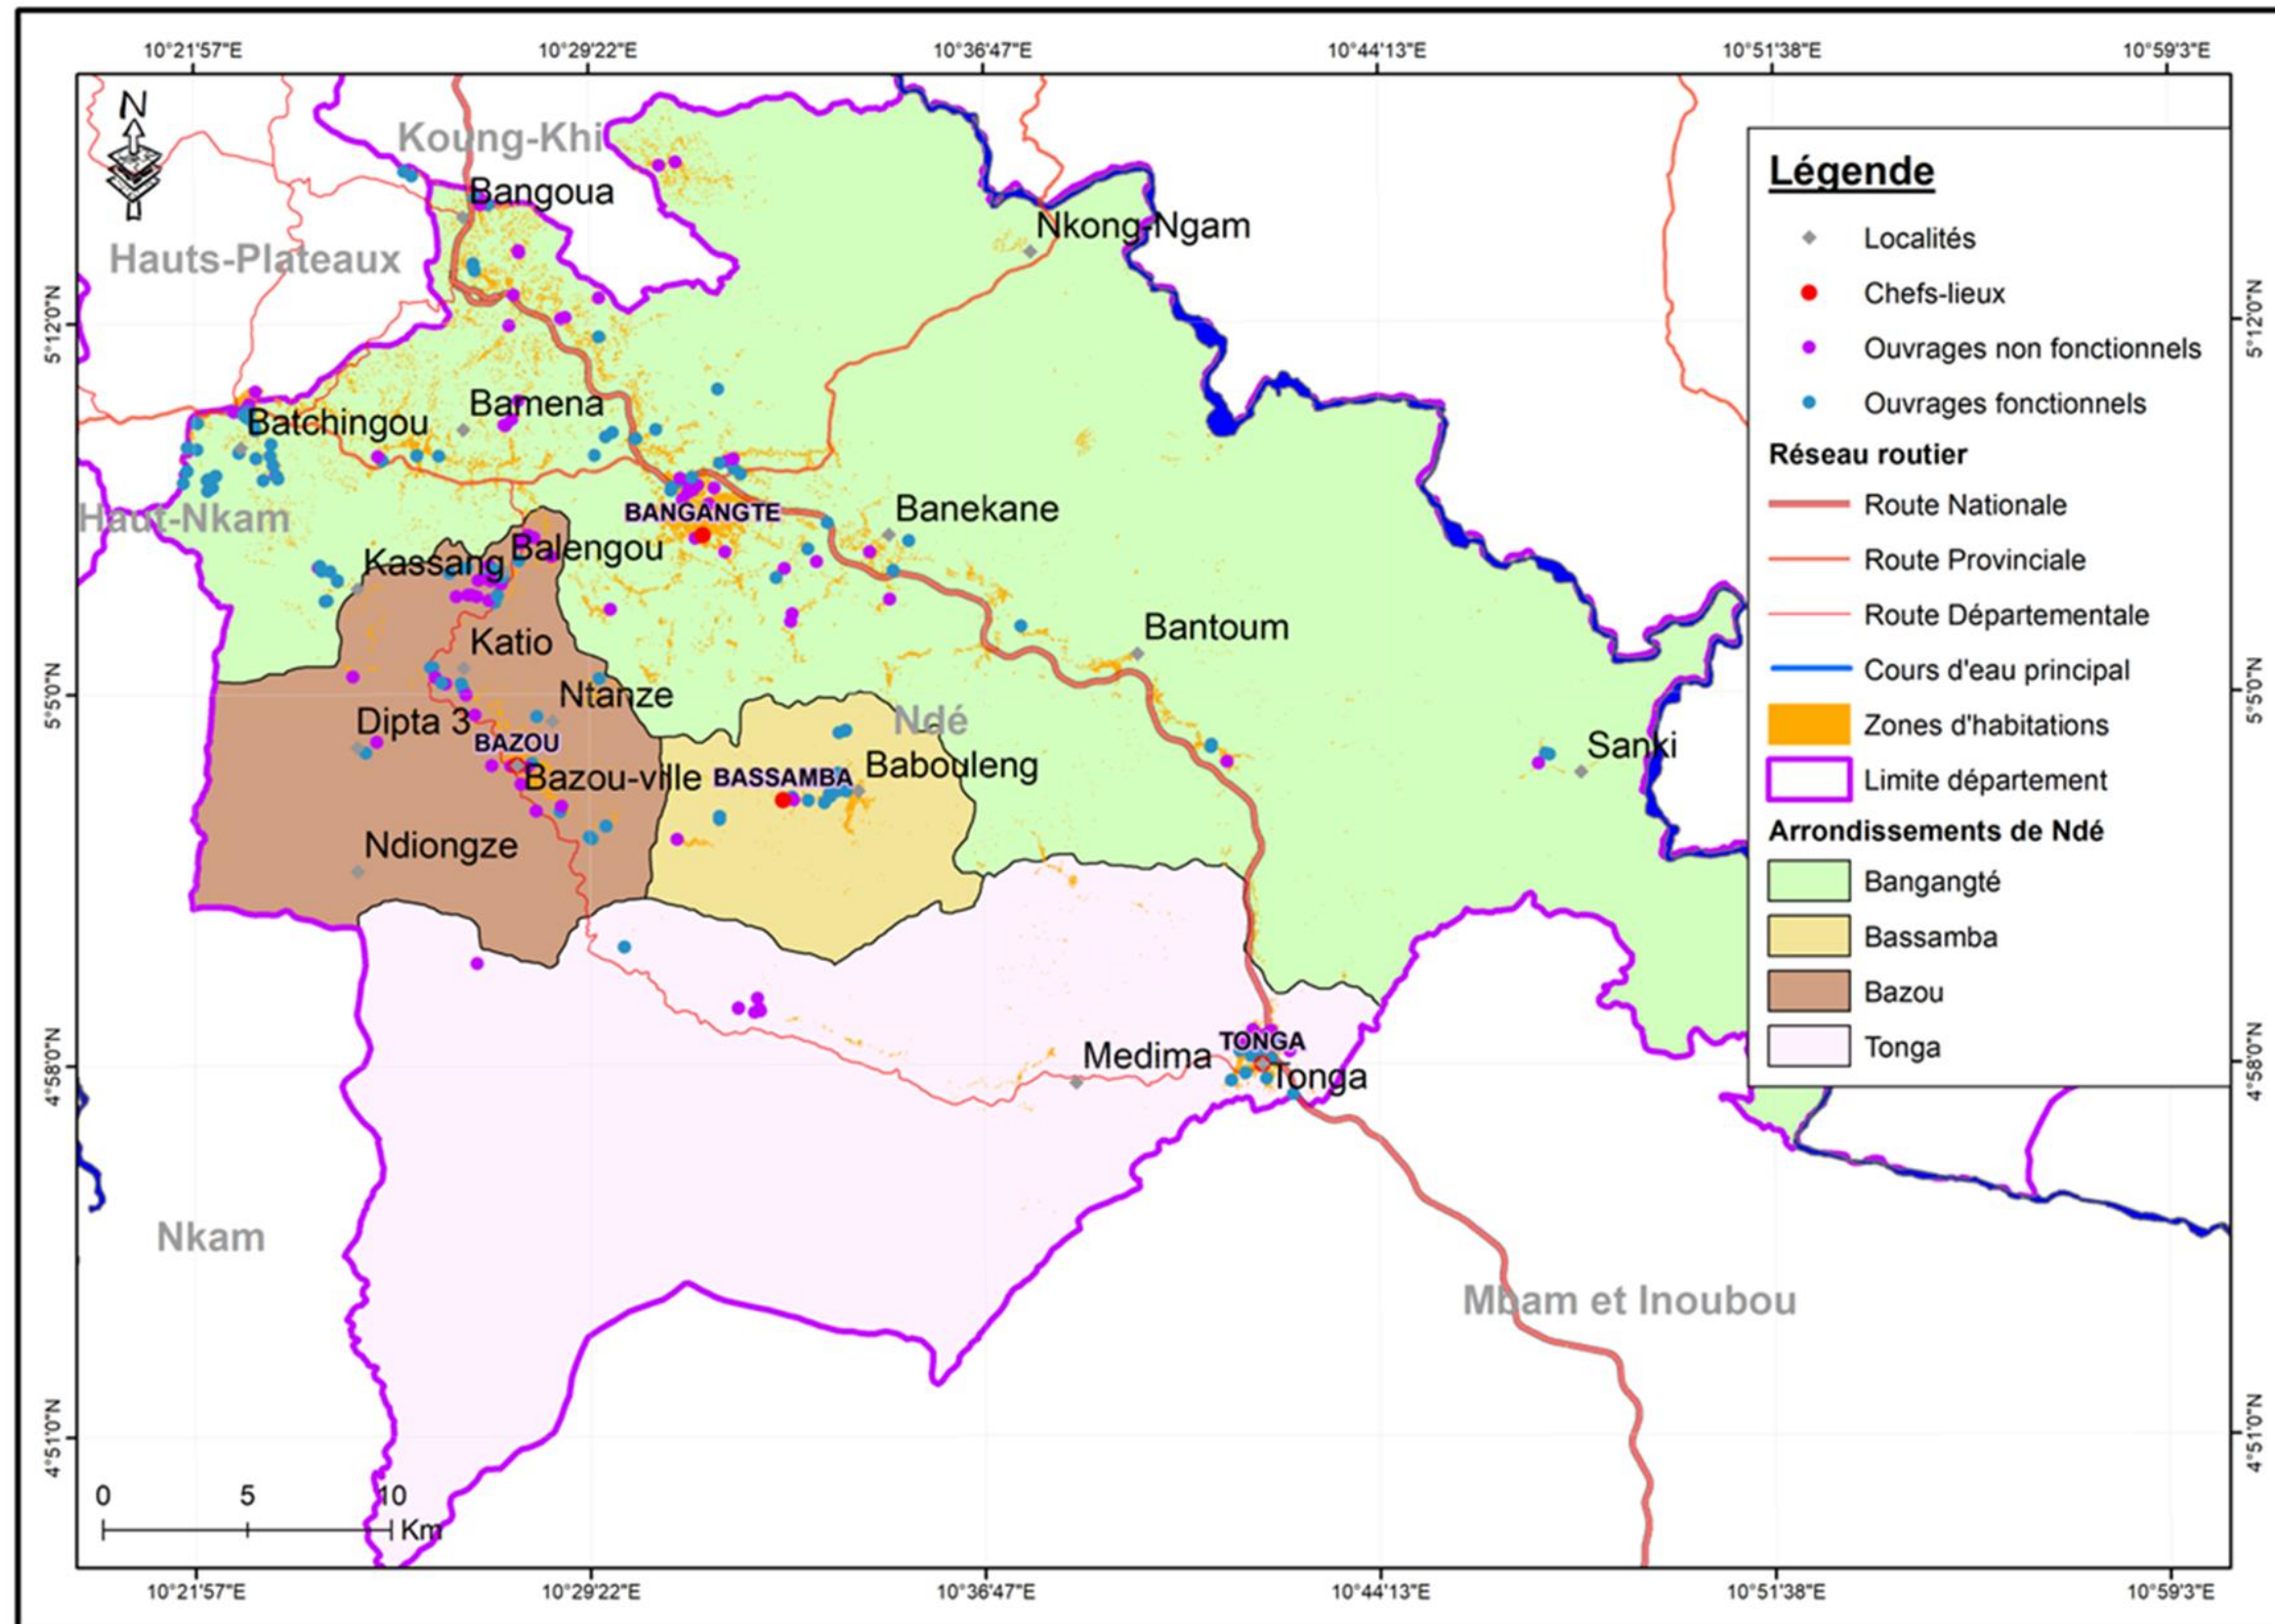 10°21'57"E 10°29'22"E 10°36'47"E 10°44'13"E 10°51'38"E 10°59'3"E
N
Koung-Khi
Bangoua
Hauts-Plateaux
Nkong-Ngam
5°12'0"N
5°12'0"N
Batchingou
Bamena
Haut-Nkam
BANGANGTE
Banekane
Kassang
Balengou
Katio
Bantoum
5°5'0"N
5°5'0"N
Ntanze
Dipta 3
Ndé
BAZOU
Sanki
Bazou-ville
BASSAMBA
Babouleng
Ndiongze
Medima
TONGA
Tonga
4°58'0"N
4°58'0"N
Nkam
Mbam et Inoubou
4°51'0"N
4°51'0"N
0 5 10
Km
10°21'57"E 10°29'22"E 10°36'47"E 10°44'13"E 10°51'38"E 10°59'3"E
Légende
Localités
Chefs-lieux
Ouvrages non fonctionnels
Ouvrages fonctionnels
Réseau routier
Route Nationale
Route Provinciale
Route Départementale
Cours d'eau principal
Zones d'habitations
Limite département
Arrondissements de Ndé
Bangangté
Bassamba
Bazou
Tonga